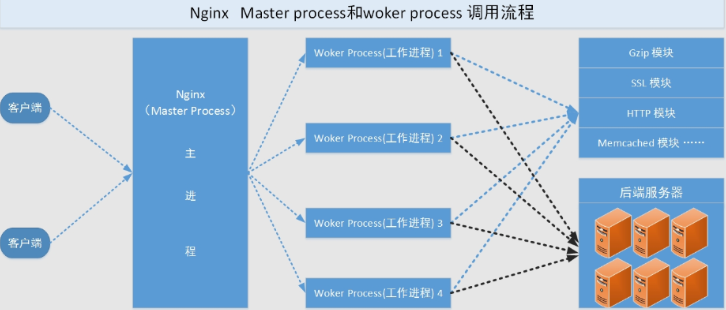 Nginx Master process和woker process 调用流程
客户端
客户端
Nginx
（Master Process）
主
进
程
Woker Process(工作进程) 1
Woker Process(工作进程) 2
Woker Process(工作进程) 3
Woker Process(工作进程) 4
Gzip 模块
SSL 模块
HTTP 模块
Memcached 模块 ……
后端服务器